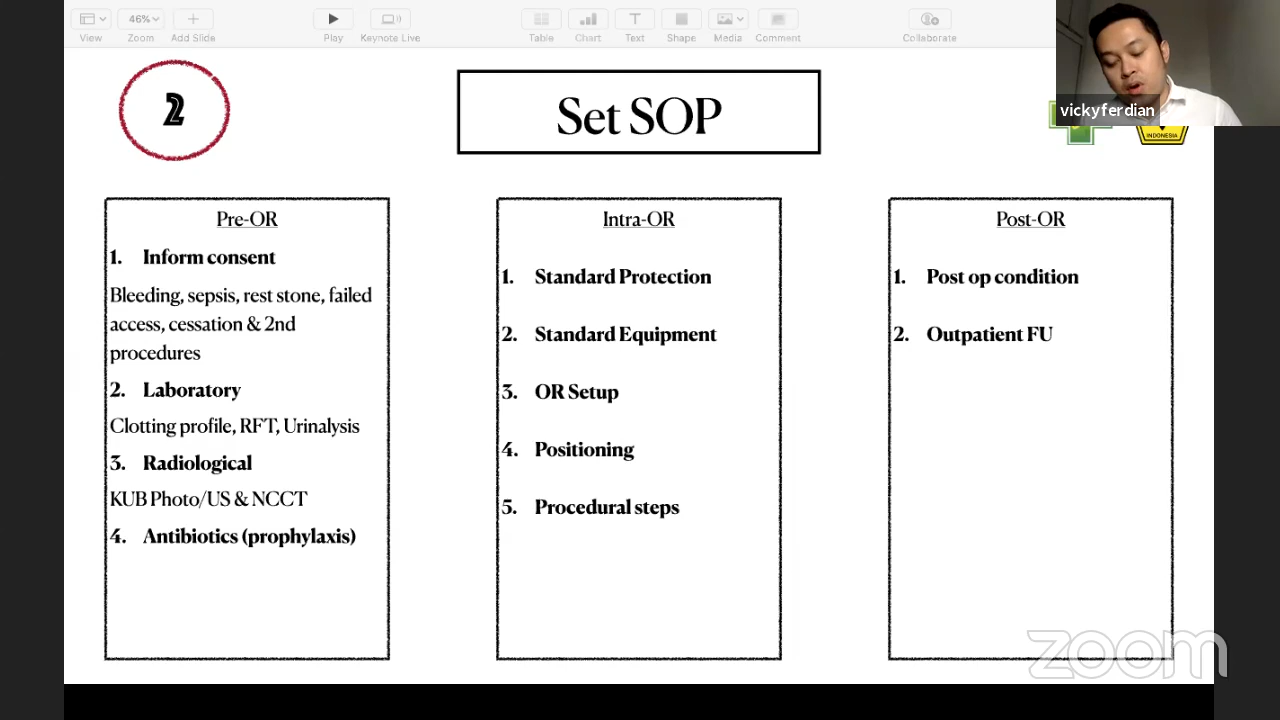 46%
View
Zoom
Add Slide
Play
Keynote Live
Table
Chart
Text
Shape
Media
Comment
Collaborate
vickyferdian
INDONESIA
2
Set SOP
Pre-OR
1. Inform consent
Bleeding, sepsis, rest stone, failed
access, cessation & 2nd
procedures
2. Laboratory
Clotting profile, RFT, Urinalysis
3. Radiological
KUB Photo/US & NCCT
4. Antibiotics (prophylaxis)
Intra-OR
1. Standard Protection
2. Standard Equipment
3. OR Setup
4. Positioning
5. Procedural steps
Post-OR
1. Post op condition
2. Outpatient FU
zoom